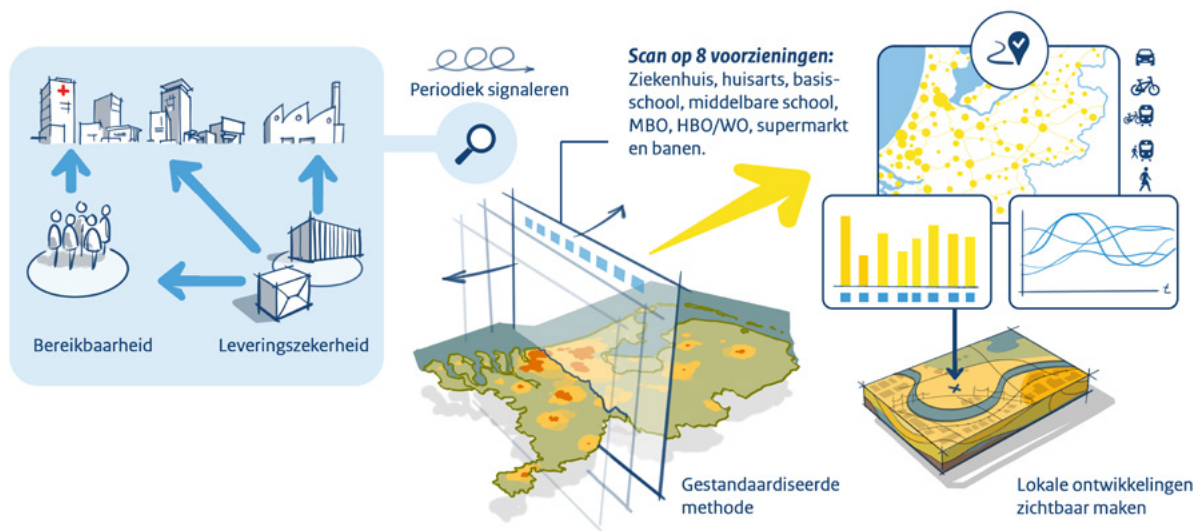 Periodiek signaleren
Scan op 8 voorzieningen:
Ziekenhuis, huisarts, basis-
school, middelbare school,
MBO, HBO/WO, supermarkt
en banen.
Bereikbaarheid
Leveringszekerheid
t
Gestandaardiseerde
methode
Lokale ontwikkelingen
zichtbaar maken